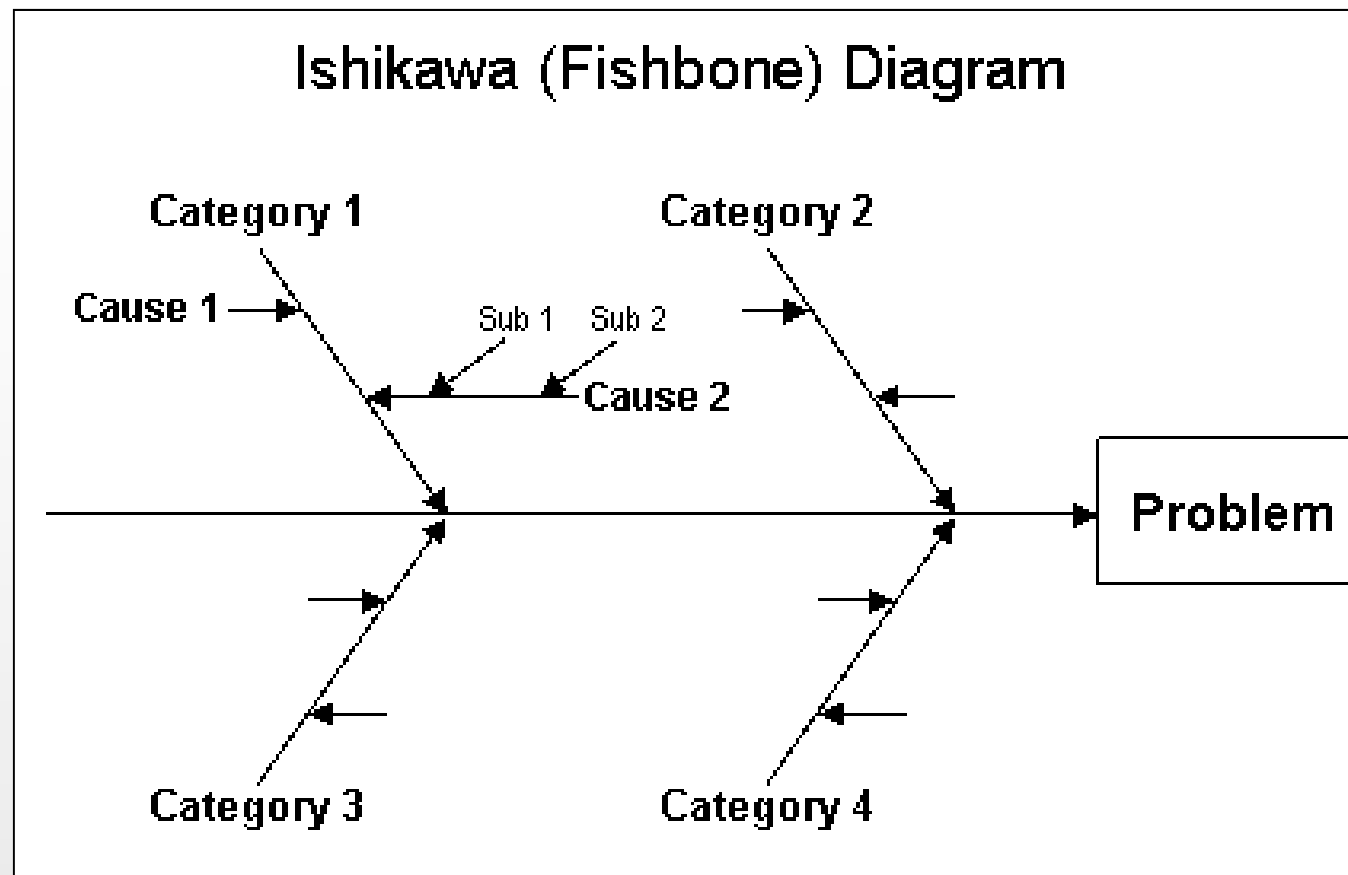 Ishikawa (Fishbone) Diagram
Category 1
Category 2
Cause 1
Sub 1
Sub 2
Cause 2
Problem
Category 3
Category 4